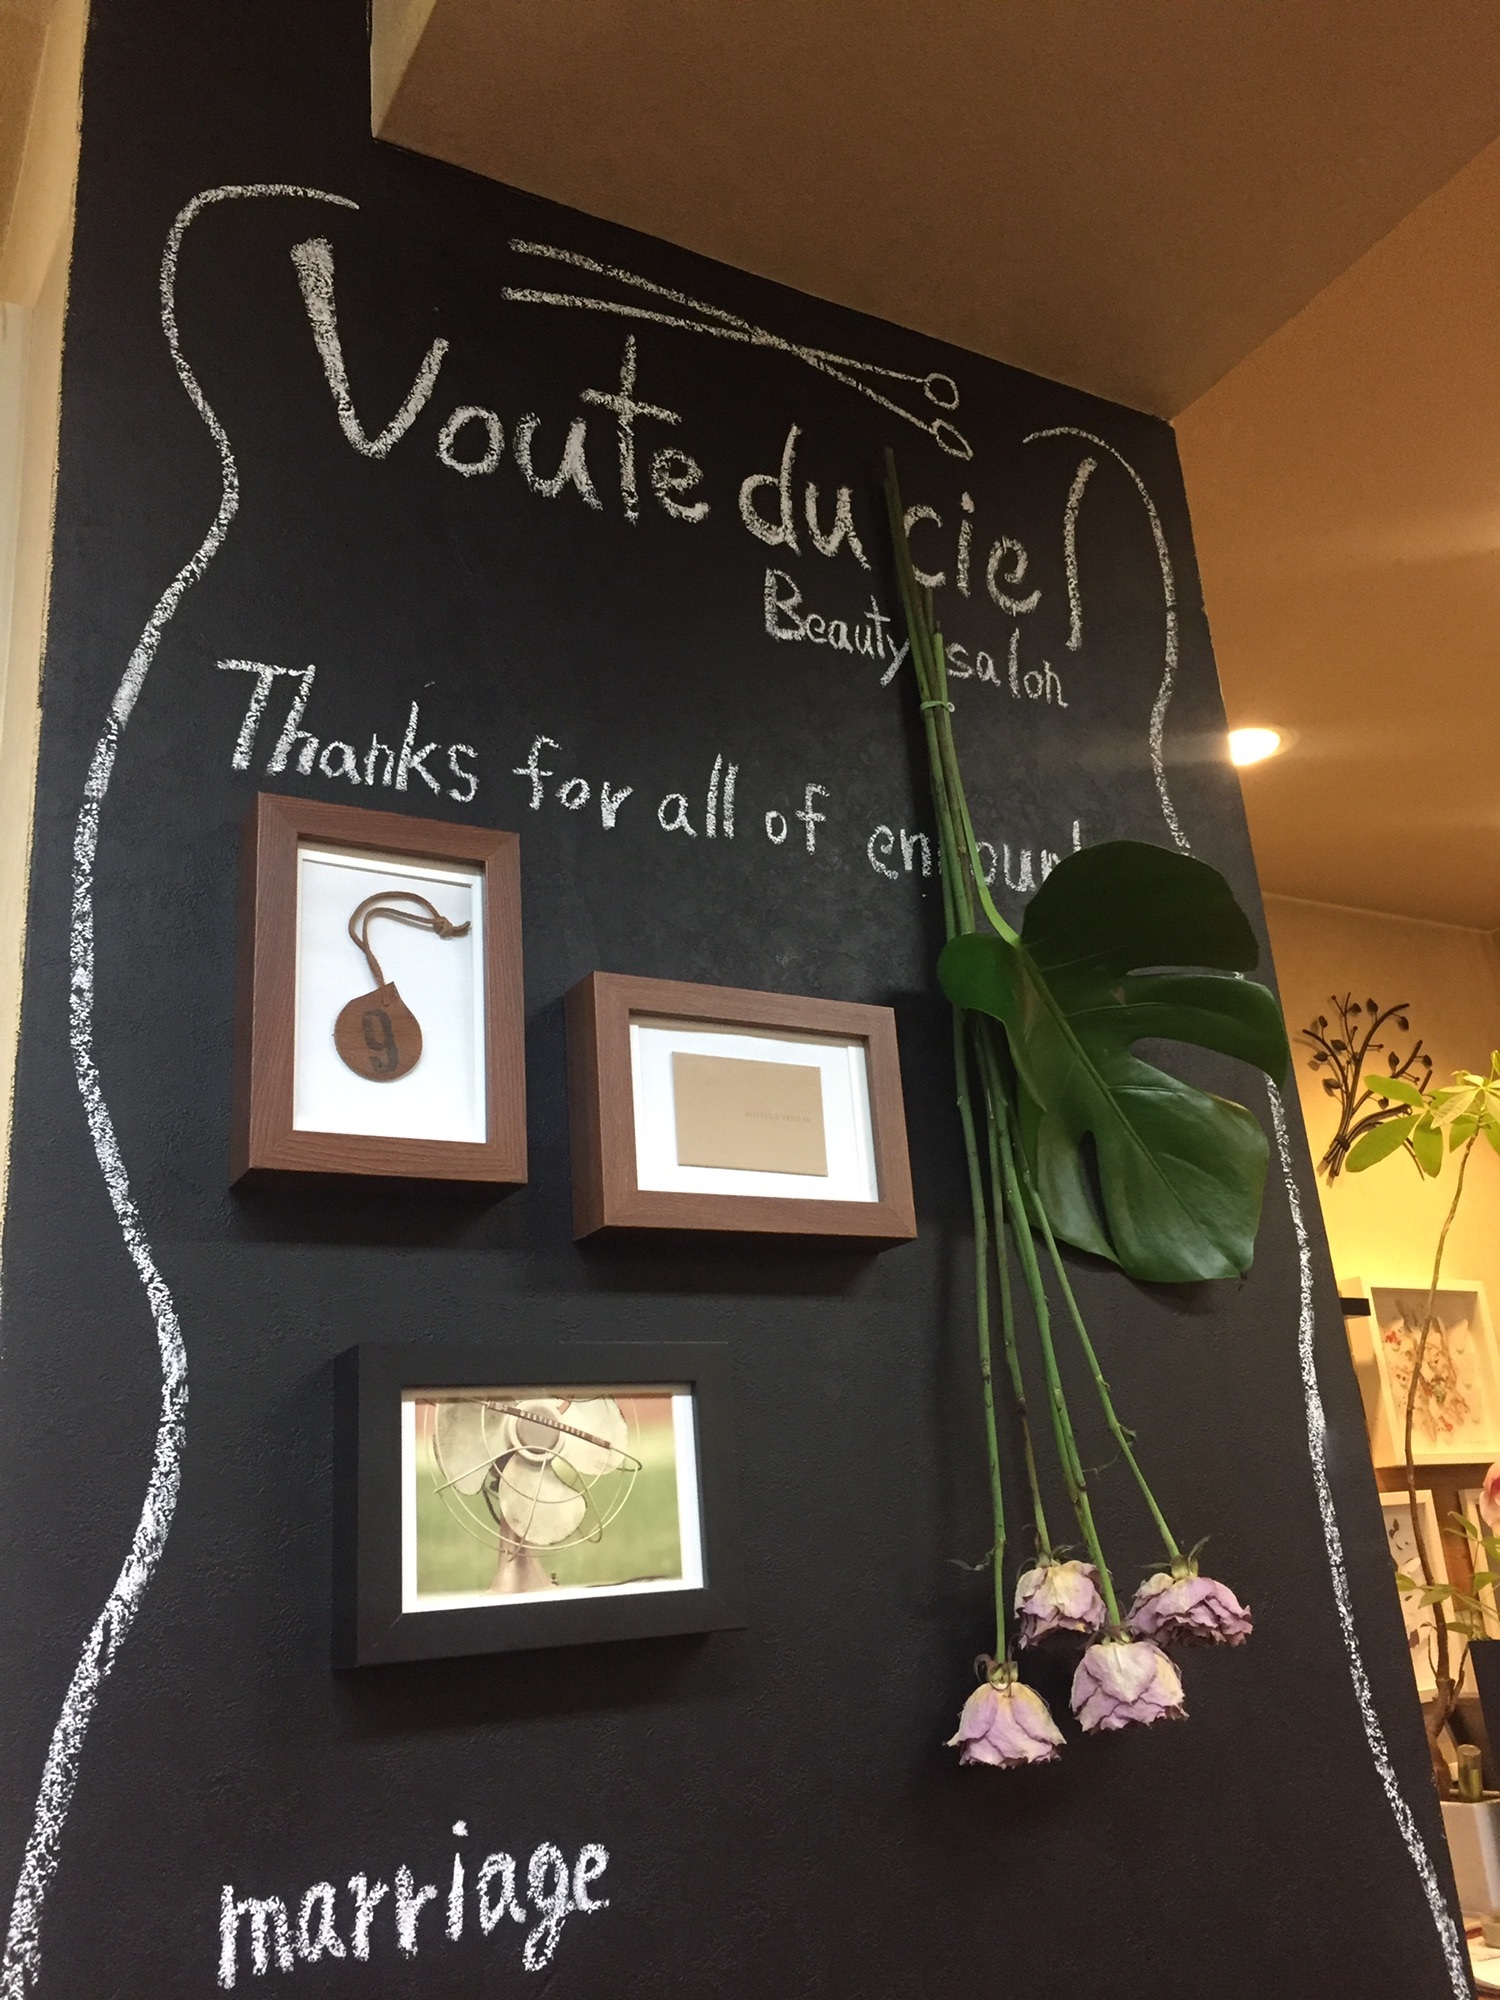 Voute du ciel
Beauty salon
Thanks for all of
9
marriage